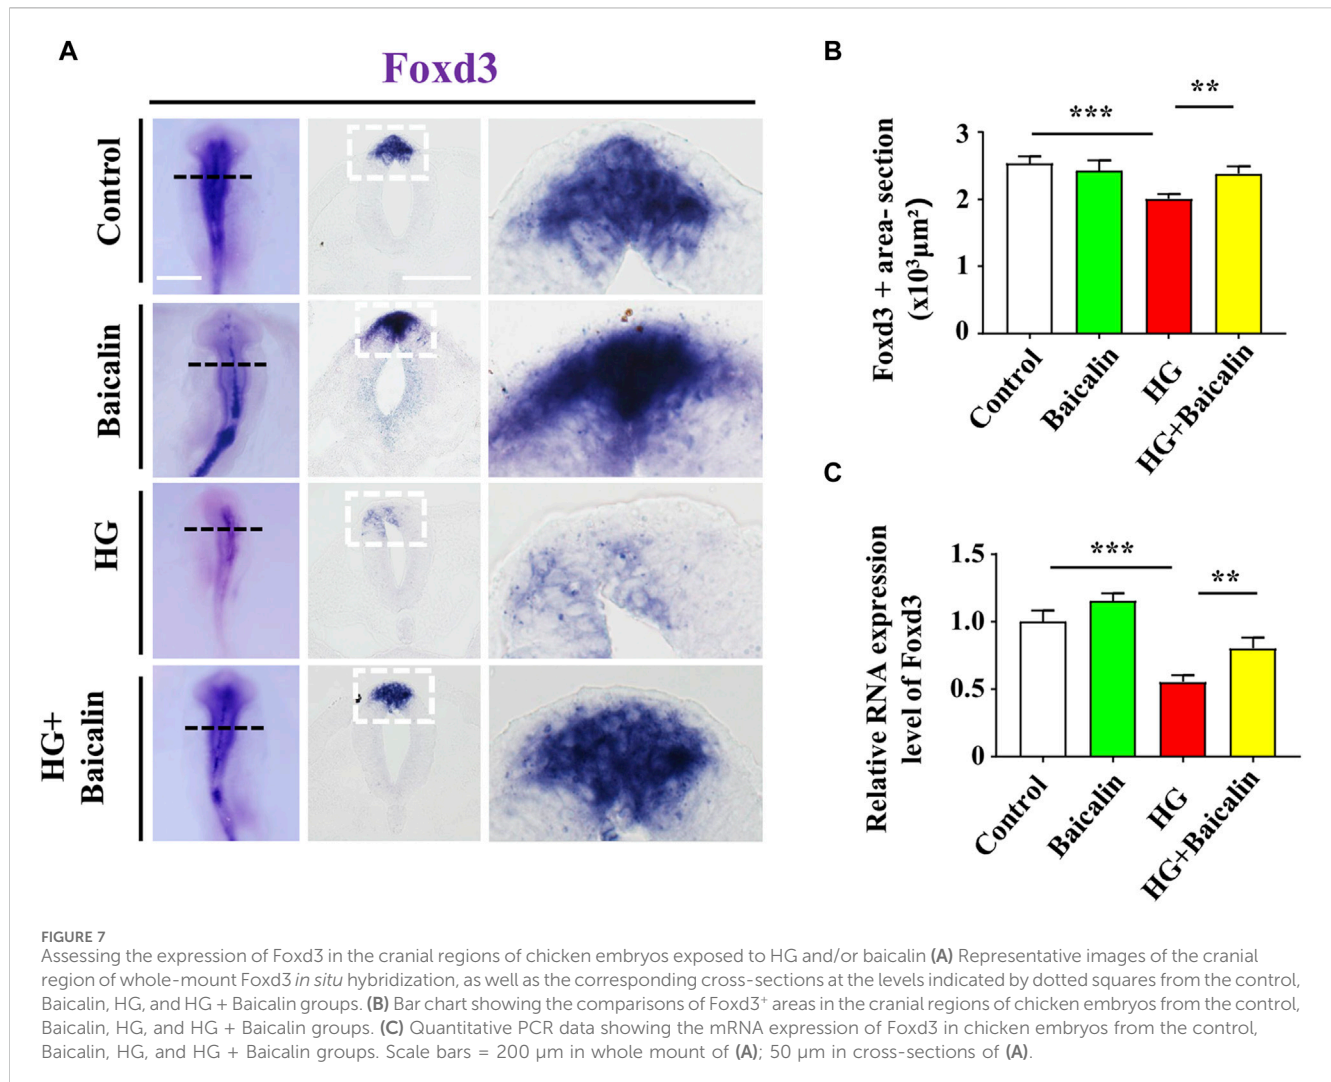 A
Foxd3
Control
Baicalin
HG
HG+
Baicalin
B
*** **
Foxd3 + area- section
(x10³µm²)
3
2
1
0
Control
Baicalin
HG
HG+Baicalin
C
*** **
Relative RNA expression
level of Foxd3
1.5
1.0
0.5
0
Control
Baicalin
HG
HG+Baicalin
FIGURE 7
Assessing the expression of Foxd3 in the cranial regions of chicken embryos exposed to HG and/or baicalin (A) Representative images of the cranial
region of whole-mount Foxd3 in situ hybridization, as well as the corresponding cross-sections at the levels indicated by dotted squares from the control,
Baicalin, HG, and HG + Baicalin groups. (B) Bar chart showing the comparisons of Foxd3⁺ areas in the cranial regions of chicken embryos from the control,
Baicalin, HG, and HG + Baicalin groups. (C) Quantitative PCR data showing the mRNA expression of Foxd3 in chicken embryos from the control,
Baicalin, HG, and HG + Baicalin groups. Scale bars = 200 µm in whole mount of (A); 50 µm in cross-sections of (A).